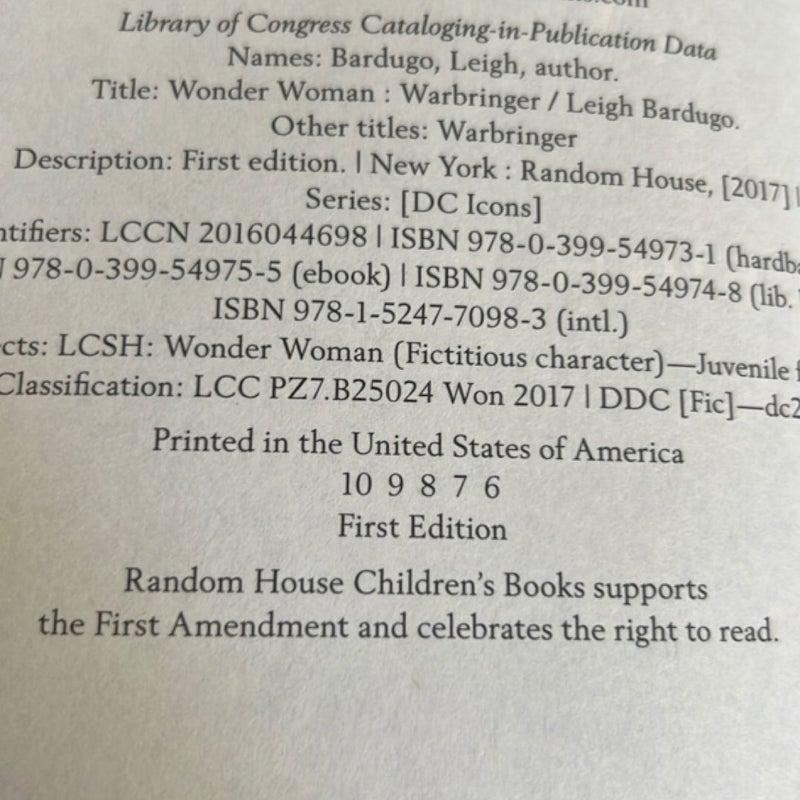 Library of Congress Cataloging-in-Publication Data
Names: Bardugo, Leigh, author.
Title: Wonder Woman : Warbringer / Leigh Bardugo.
Other titles: Warbringer
Description: First edition. | New York : Random House, [2017] |
Series: [DC Icons]
ntifiers: LCCN 2016044698 | ISBN 978-0-399-54973-1 (hardba
978-0-399-54975-5 (ebook) | ISBN 978-0-399-54974-8 (lib.
ISBN 978-1-5247-7098-3 (intl.)
cts: LCSH: Wonder Woman (Fictitious character)—Juvenile f
Classification: LCC PZ7.B25024 Won 2017 | DDC [Fic]—dc2
Printed in the United States of America
10 9 8 7 6
First Edition
Random House Children's Books supports
the First Amendment and celebrates the right to read.